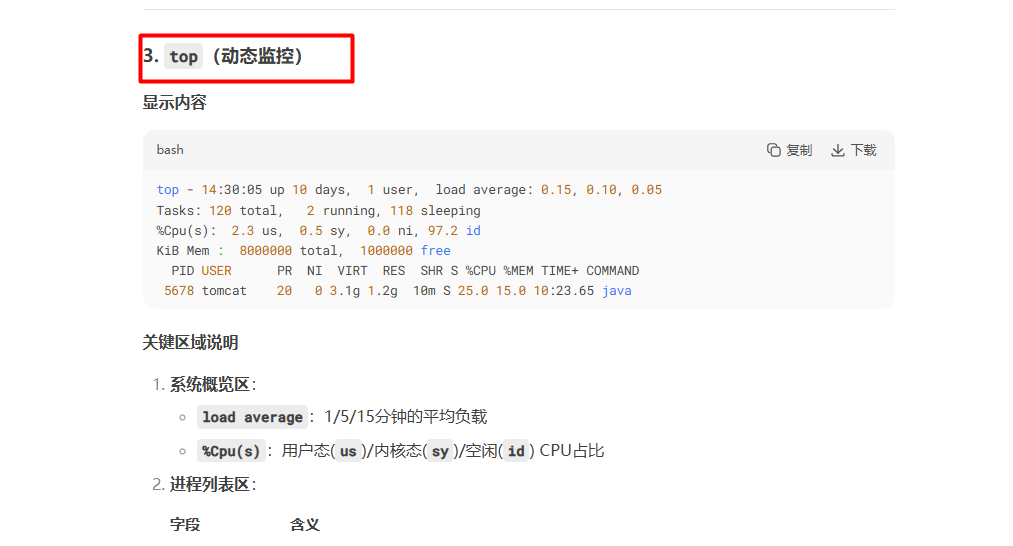 3. top（动态监控）
显示内容
bash 复制 下载
top - 14:30:05 up 10 days,  1 user,  load average: 0.15, 0.10, 0.05
Tasks: 120 total,   2 running, 118 sleeping
%Cpu(s):  2.3 us,  0.5 sy,  0.0 ni, 97.2 id
KiB Mem :  8000000 total,  1000000 free
  PID USER      PR  NI  VIRT  RES  SHR S %CPU %MEM TIME+ COMMAND
 5678 tomcat    20   0 3.1g 1.2g  10m S 25.0 15.0 10:23.65 java
关键区域说明
1. 系统概览区：
○ load average：1/5/15分钟的平均负载
○ %Cpu(s)：用户态(us)/内核态(sy)/空闲(id) CPU占比
2. 进程列表区：
字段 含义